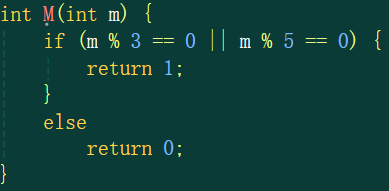 int M(int m) {
    if (m % 3 == 0 || m % 5 == 0) {
        return 1;
    }
    else
        return 0;
}